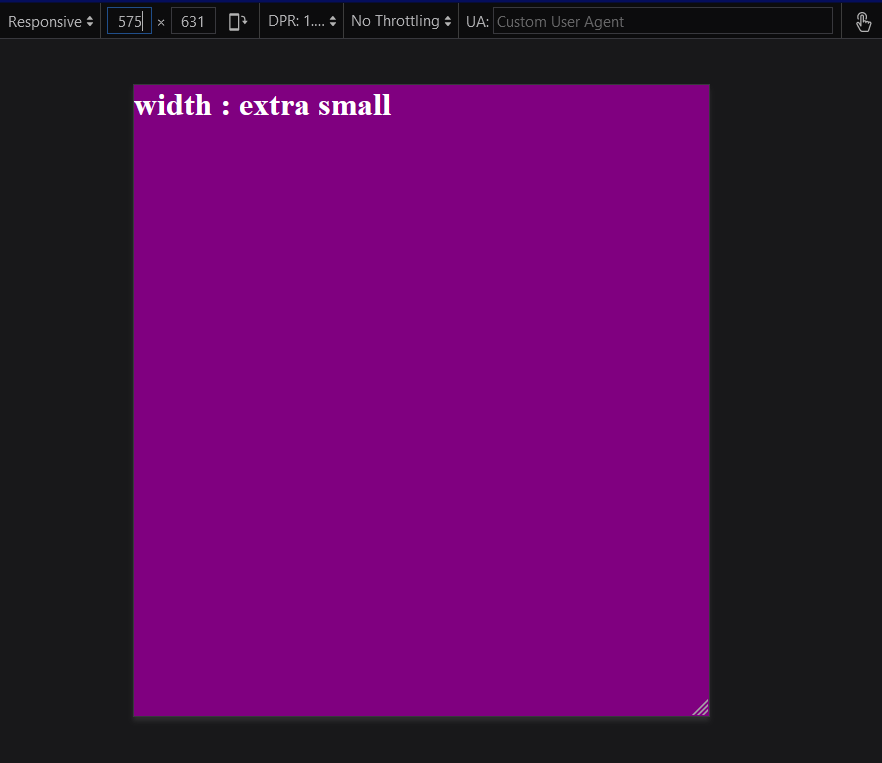 Responsive 575 × 631 DPR: 1.... No Throttling UA: Custom User Agent
width : extra small